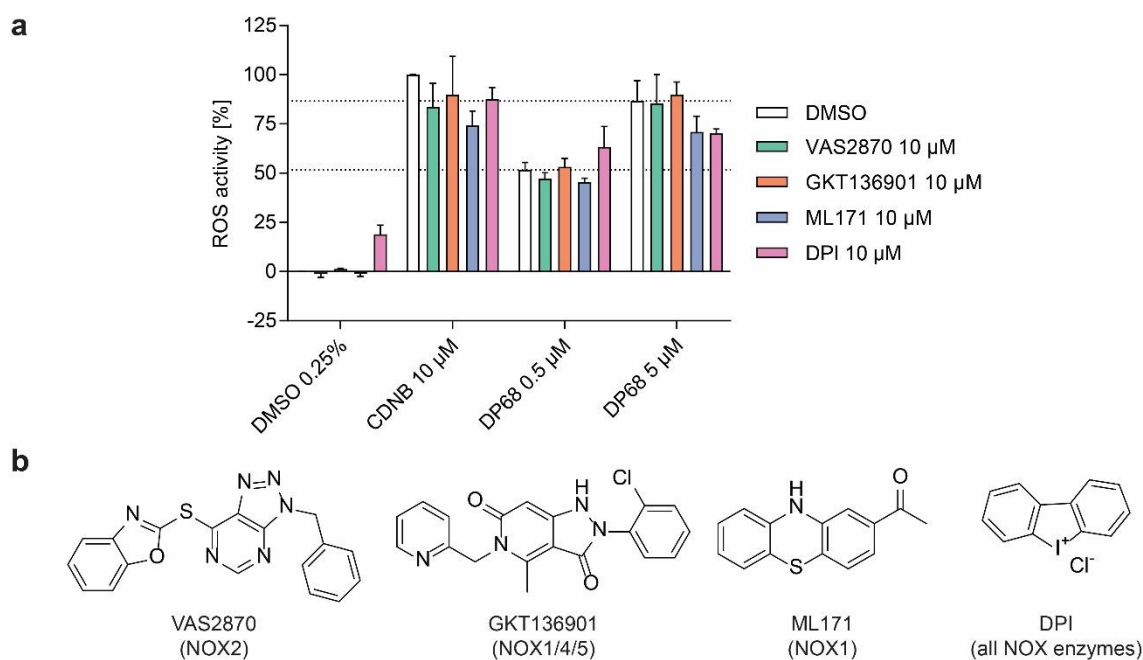 a
125
100
75
50
25
0
-25
ROS activity [%]
DMSO 0.25%
CDNB 10 µM
DP68 0.5 µM
DP68 5 µM
DMSO
VAS2870 10 µM
GKT136901 10 µM
ML171 10 µM
DPI 10 µM
b
N
S
N
N
N
O
N
N
VAS2870
(NOX2)
O
H
N
Cl
N
N
N
O
GKT136901
(NOX1/4/5)
H
N
O
S
ML171
(NOX1)
I+
Cl-
DPI
(all NOX enzymes)